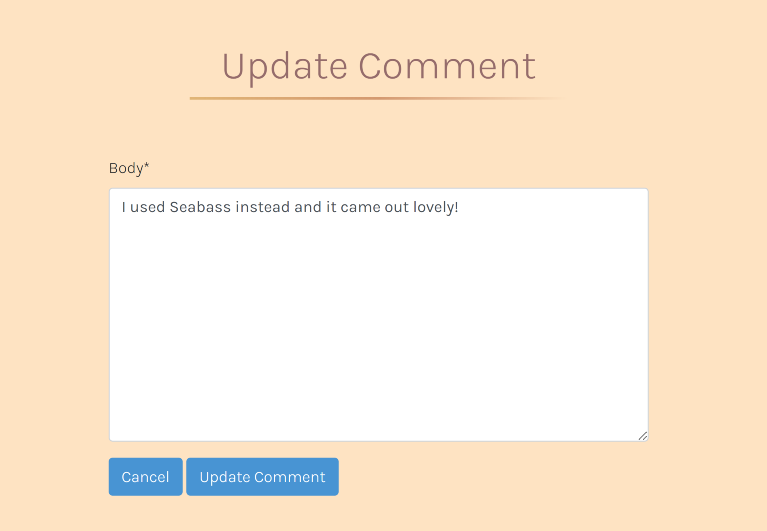 Update Comment
Body*
I used Seabass instead and it came out lovely!
Cancel
Update Comment